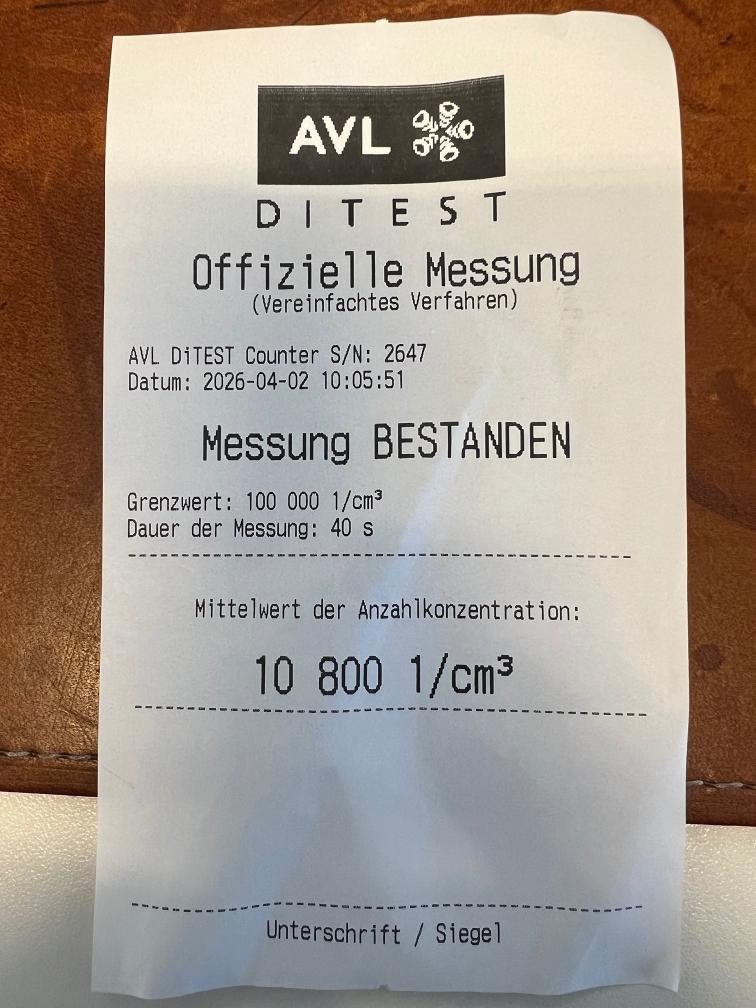 AVL
DITEST
Offizielle Messung
(Vereinfachtes Verfahren)
AVL DiTEST Counter S/N: 2647
Datum: 2026-04-02 10:05:51
Messung BESTANDEN
Grenzwert: 100 000 1/cm³
Dauer der Messung: 40 s
Mittelwert der Anzahlkonzentration:
10 800 1/cm³
Unterschrift / Siegel